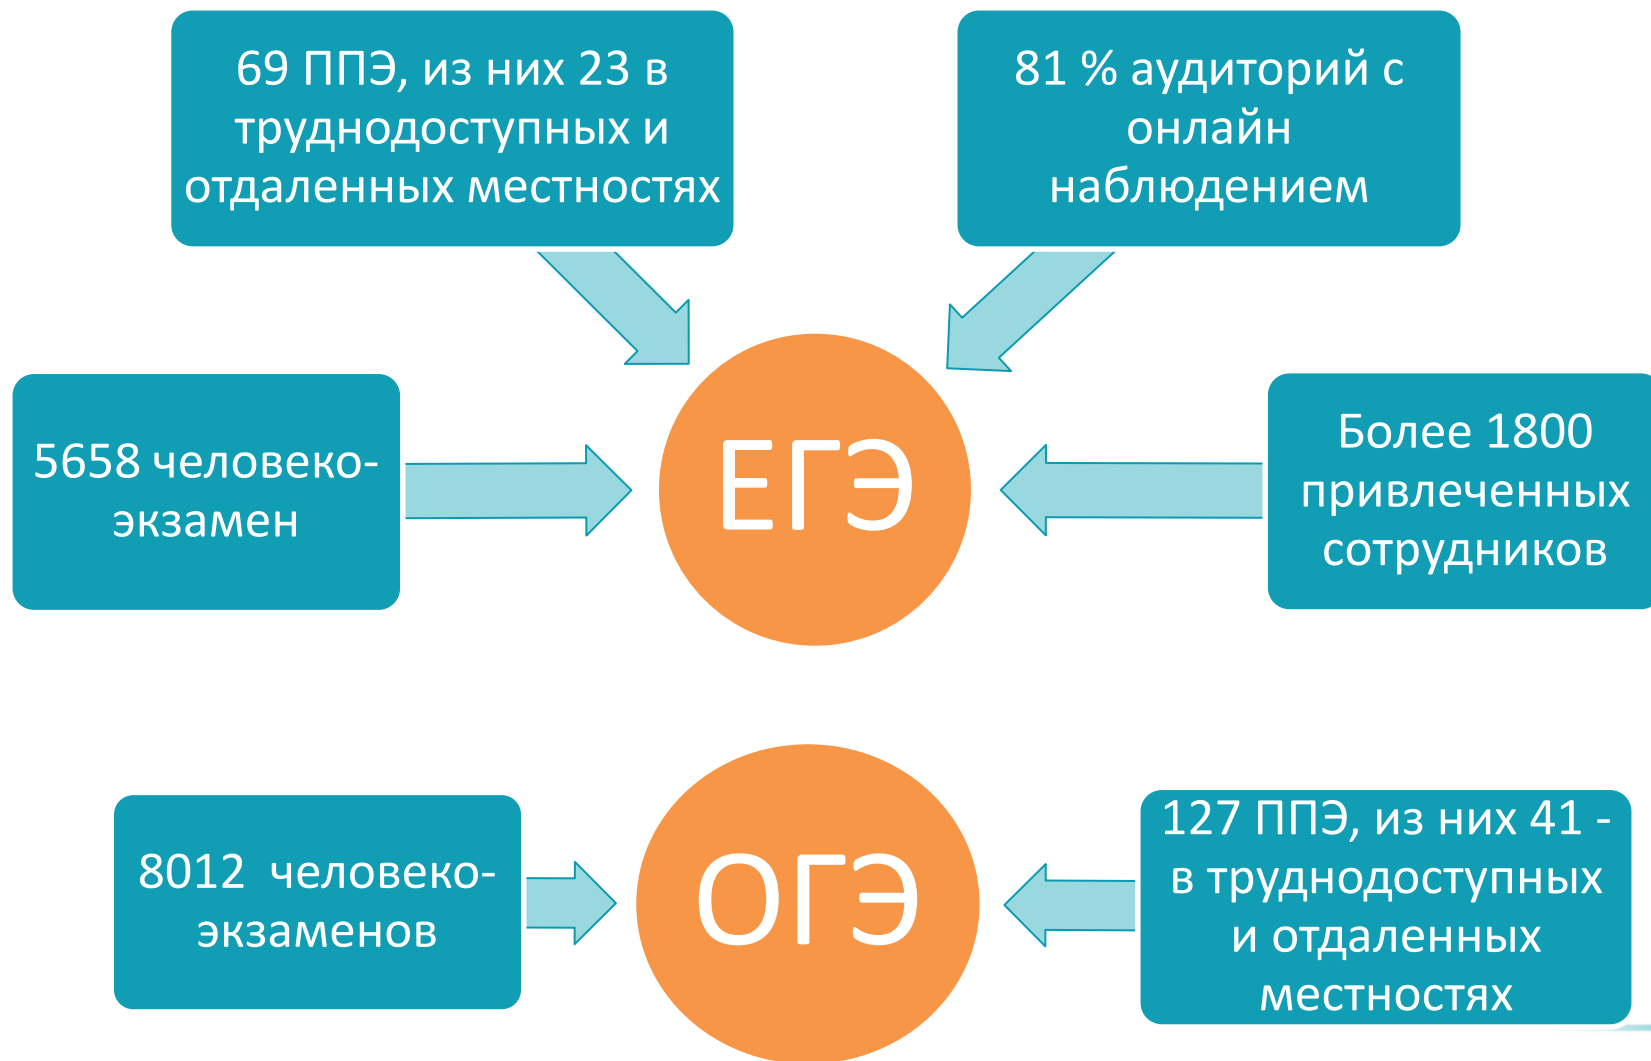 69 ППЭ, из них 23 в
труднодоступных и
отдаленных местностях
81 % аудиторий с
онлайн
наблюдением
5658 человеко-
экзамен
ЕГЭ
Более 1800
привлеченных
сотрудников
8012  человеко-
экзаменов
ОГЭ
127 ППЭ, из них 41 -
в труднодоступных
и отдаленных
местностях